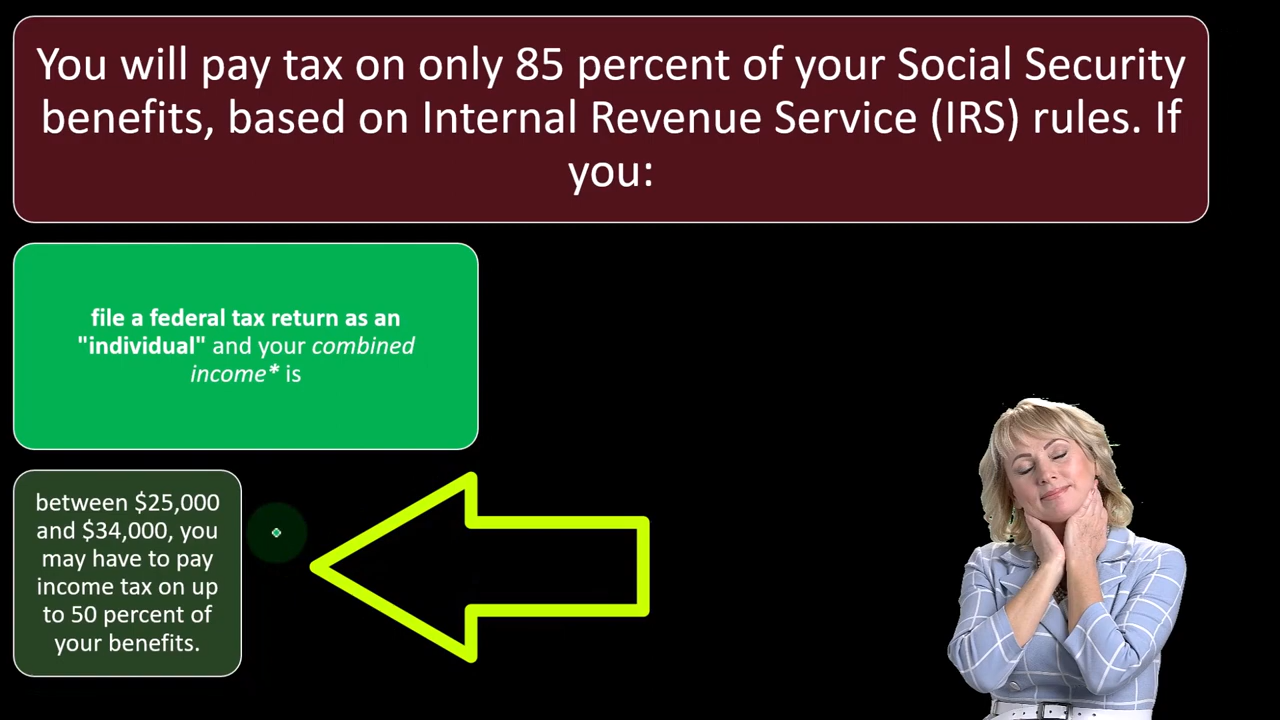 You will pay tax on only 85 percent of your Social Security
benefits, based on Internal Revenue Service (IRS) rules. If
you:
file a federal tax return as an
"individual" and your combined
income* is
between $25,000
and $34,000, you
may have to pay
income tax on up
to 50 percent of
your benefits.